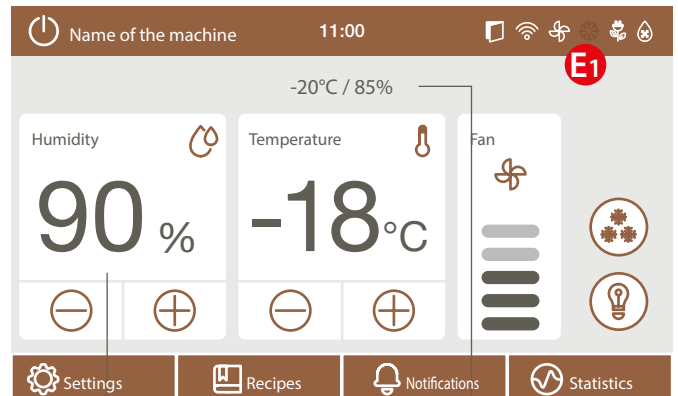 Name of the machine 11:00
E1
-20°C / 85%
Humidity Temperature Fan
90 % -18°C
Settings Recipes Notifications Statistics